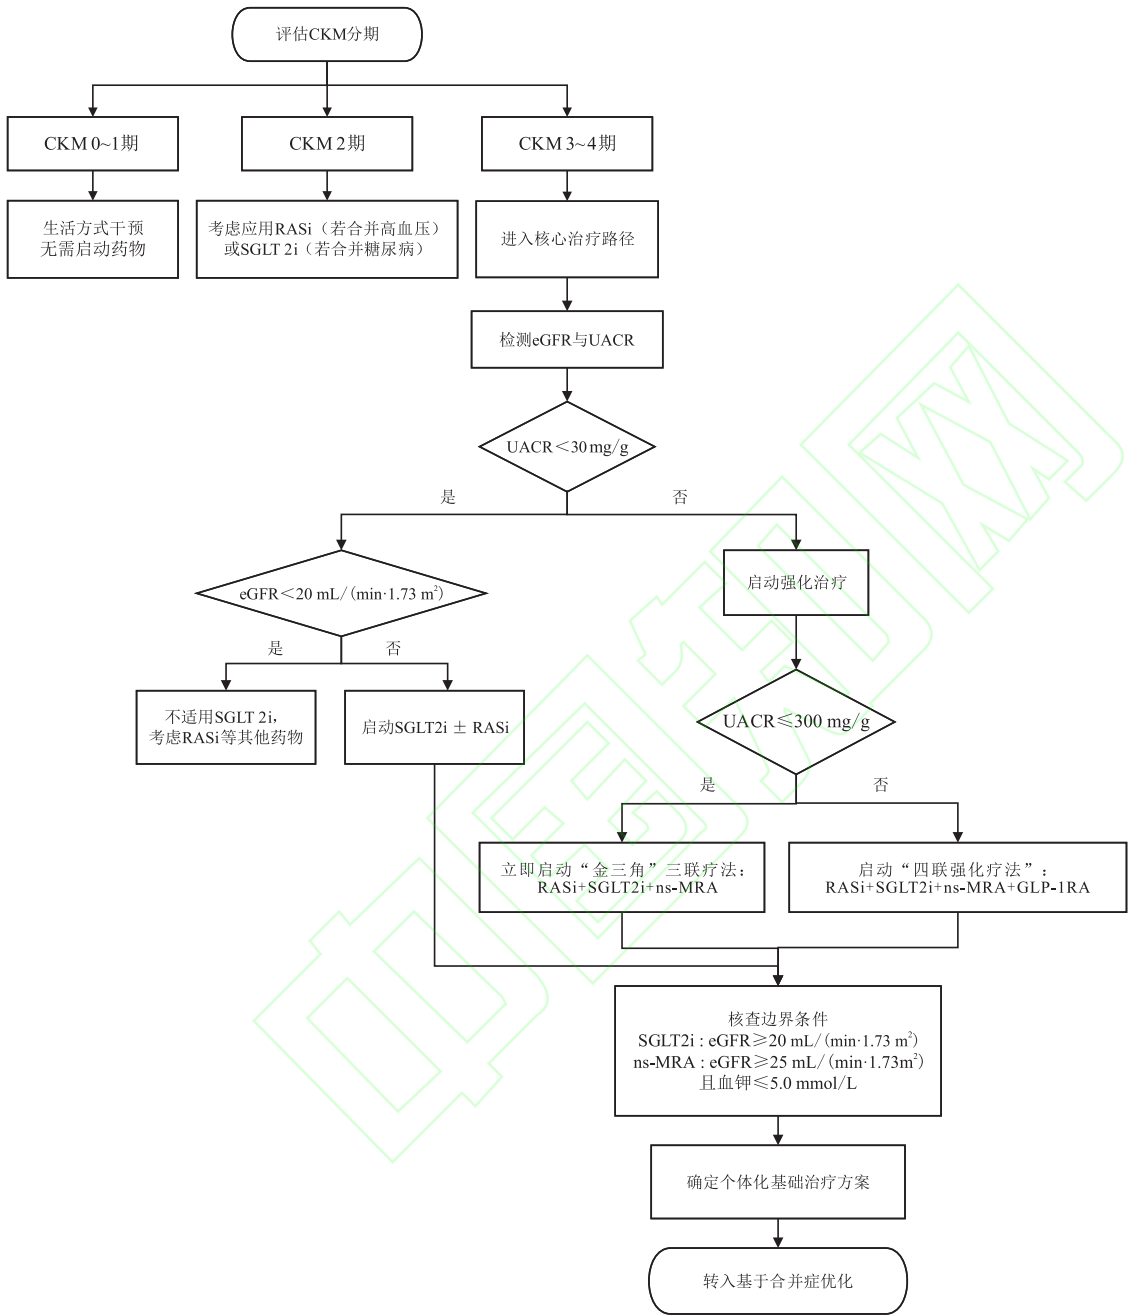 评估CKM分期
CKM 0~1期
CKM 2期
CKM 3~4期
生活方式干预
无需启动药物
考虑应用RASi（若合并高血压）
或SGLT 2i（若合并糖尿病）
进入核心治疗路径
检测eGFR与UACR
UACR＜30 mg/g
是
否
eGFR＜20 mL/(min·1.73 m²)
启动强化治疗
是
否
不适用SGLT 2i，
考虑RASi等其他药物
启动SGLT2i ± RASi
UACR≤300 mg/g
是
否
立即启动“金三角”三联疗法：
RASi+SGLT2i+ns-MRA
启动“四联强化疗法”：
RASi+SGLT2i+ns-MRA+GLP-1RA
核查边界条件
SGLT2i : eGFR≥20 mL/(min·1.73 m²)
ns-MRA : eGFR≥25 mL/(min·1.73m²)
且血钾≤5.0 mmol/L
确定个体化基础治疗方案
转入基于合并症优化
中国知网